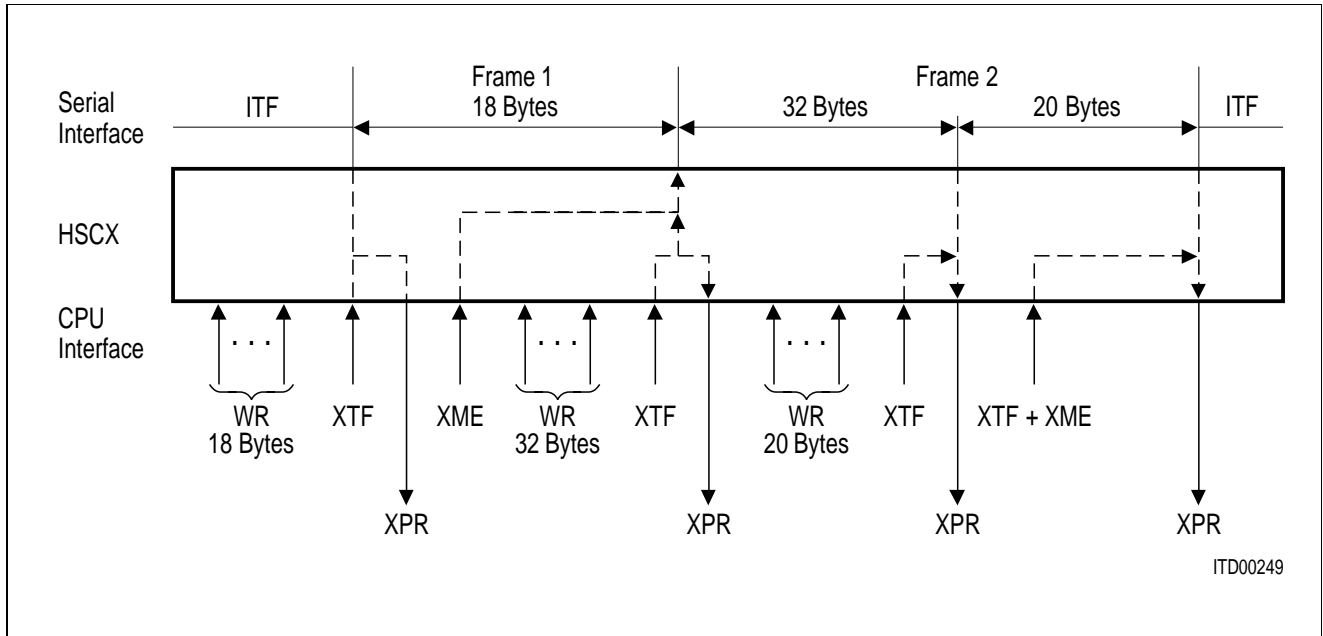 Frame 1
Frame 2
Serial
Interface
ITF
18 Bytes
32 Bytes
20 Bytes
ITF
HSCX
CPU
Interface
. . .
. . .
. . .
WR
18 Bytes
XTF
XME
WR
32 Bytes
XTF
WR
20 Bytes
XTF
XTF + XME
XPR
XPR
XPR
XPR
ITD00249